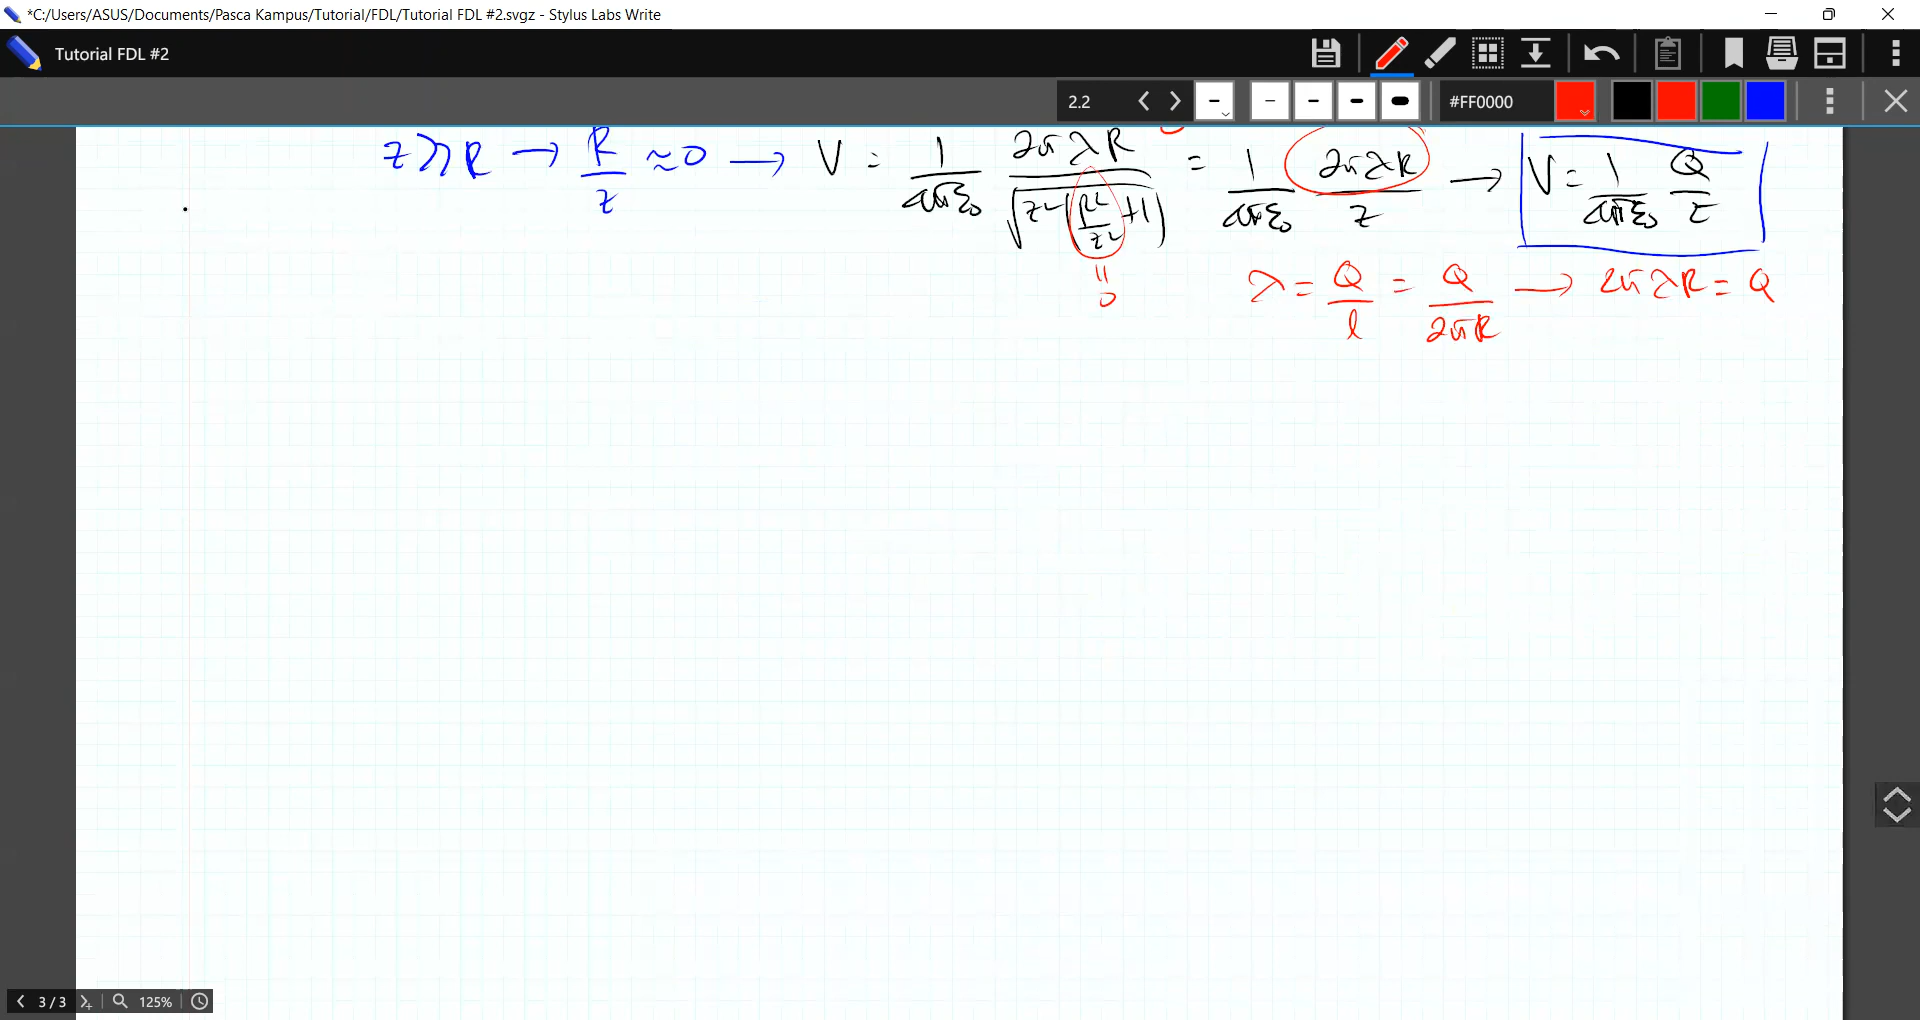 *C:/Users/ASUS/Documents/Pasca Kampus/Tutorial/FDL/Tutorial FDL #2.svgz - Stylus Labs Write
Tutorial FDL #2
2.2
#FF0000
z >> R → R/z ≈ 0 → V = 1/(4πε₀) 2πλR/√(z²(R²/z² + 1)) = 1/(4πε₀) 2πλR/z → V = 1/(4πε₀) Q/z
= 0
λ = Q/l = Q/(2πR) → 2πλR = Q
3/3 125%